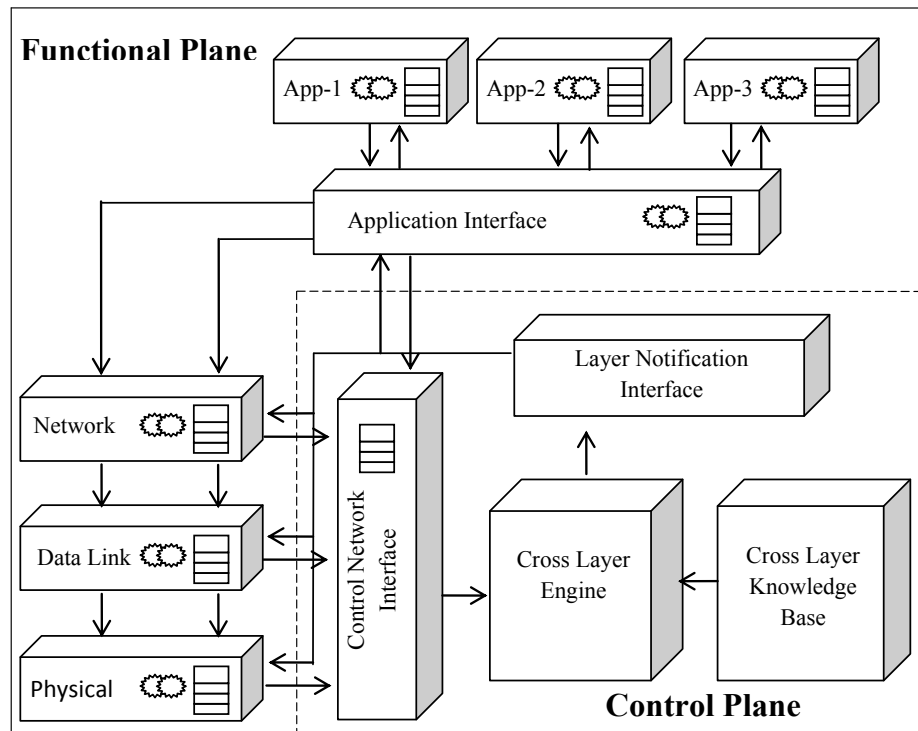 Functional Plane
App-1
App-2
App-3
Application Interface
Layer Notification
Interface
Network
Data Link
Physical
Control Network
Interface
Cross Layer
Engine
Cross Layer
Knowledge
Base
Control Plane